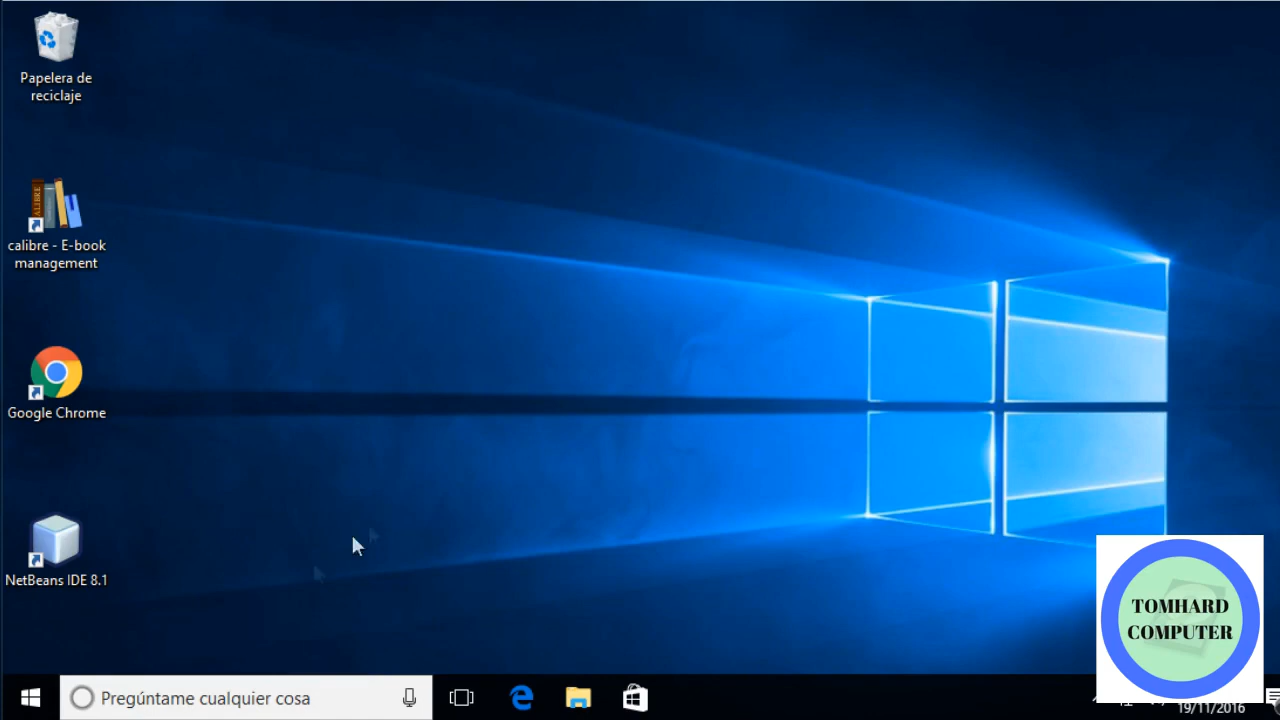 Papelera de
reciclaje
CALIBRE
calibre - E-book
management
Google Chrome
NetBeans IDE 8.1
TOMHARD
COMPUTER
Pregúntame cualquier cosa
19/11/2016